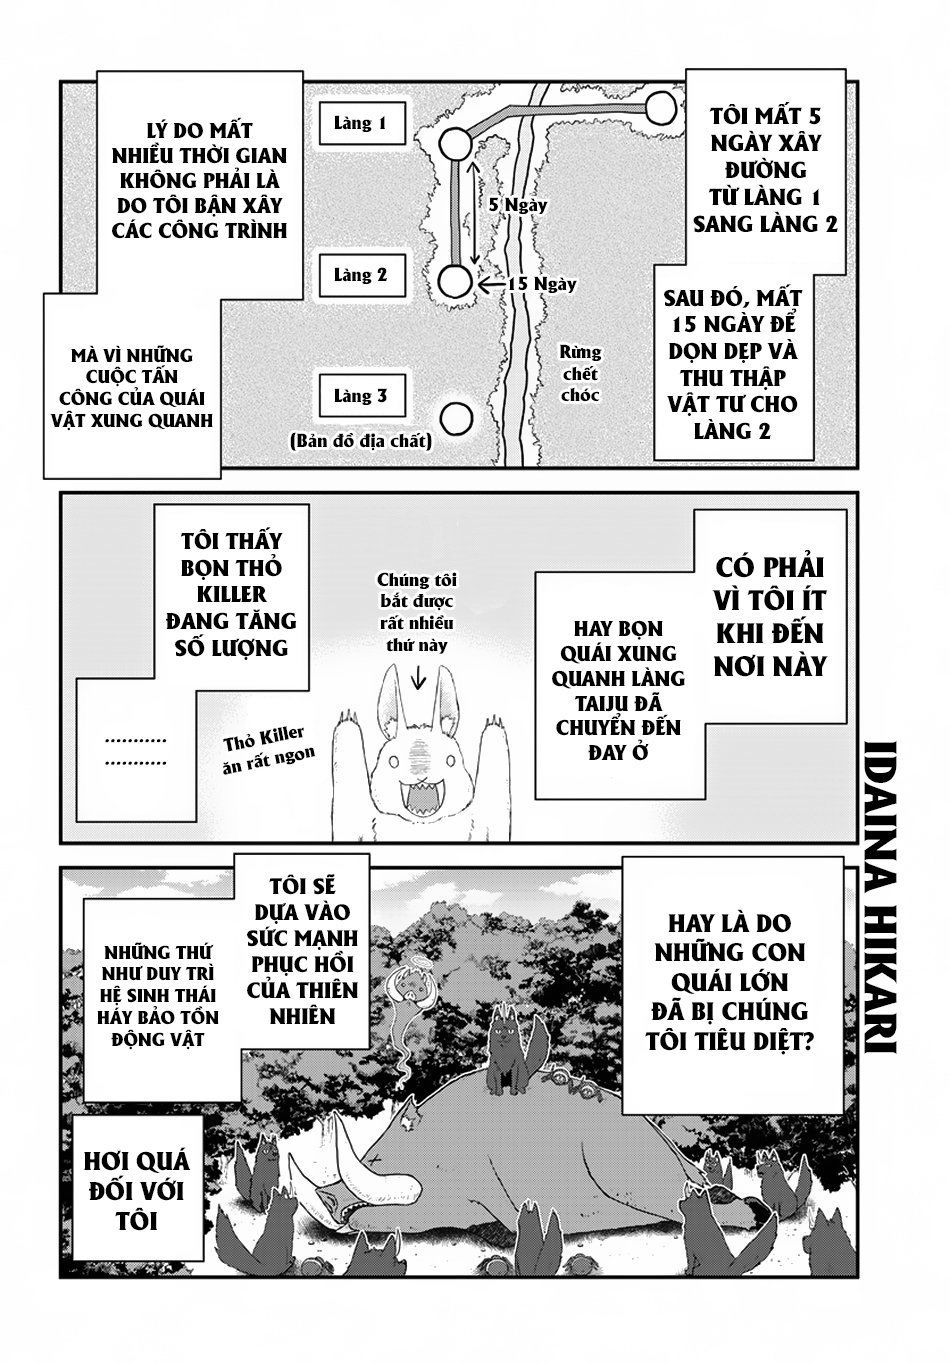 TÔI MẤT 5
NGÀY XÂY
ĐƯỜNG
TỪ LÀNG 1
SANG LÀNG 2
SAU ĐÓ, MẤT
15 NGÀY ĐỂ
DỌN DẸP VÀ
THU THẬP
VẬT TƯ CHO
LÀNG 2
Làng 1
5 Ngày
Làng 2
15 Ngày
Rừng
chết
chóc
Làng 3
(Bản đồ địa chất)
LÝ DO MẤT
NHIỀU THỜI GIAN
KHÔNG PHẢI LÀ
DO TÔI BẬN XÂY
CÁC CÔNG TRÌNH
MÀ VÌ NHỮNG
CUỘC TẤN
CÔNG CỦA QUÁI
VẬT XUNG QUANH
CÓ PHẢI
VÌ TÔI ÍT
KHI ĐẾN
NƠI NÀY
HAY BỌN
QUÁI XUNG
QUANH LÀNG
TAIJU ĐÃ
CHUYỂN ĐẾN
ĐAY Ở
Chúng tôi
bắt được
rất nhiều
thứ này
TÔI THẤY
BỌN THỎ
KILLER
ĐANG TĂNG
SỐ LƯỢNG
Thỏ Killer
ăn rất ngon
............
............
IDAINA HIKARI
HAY LÀ DO
NHỮNG CON
QUÁI LỚN
ĐÃ BỊ CHÚNG
TÔI TIÊU DIỆT?
TÔI SẼ
DỰA VÀO
SỨC MẠNH
PHỤC HỒI
CỦA THIÊN
NHIÊN
NHỮNG THỨ
NHƯ DUY TRÌ
HỆ SINH THÁI
HÁY BẢO TỒN
ĐỘNG VẬT
HƠI QUÁ
ĐỐI VỚI
TÔI